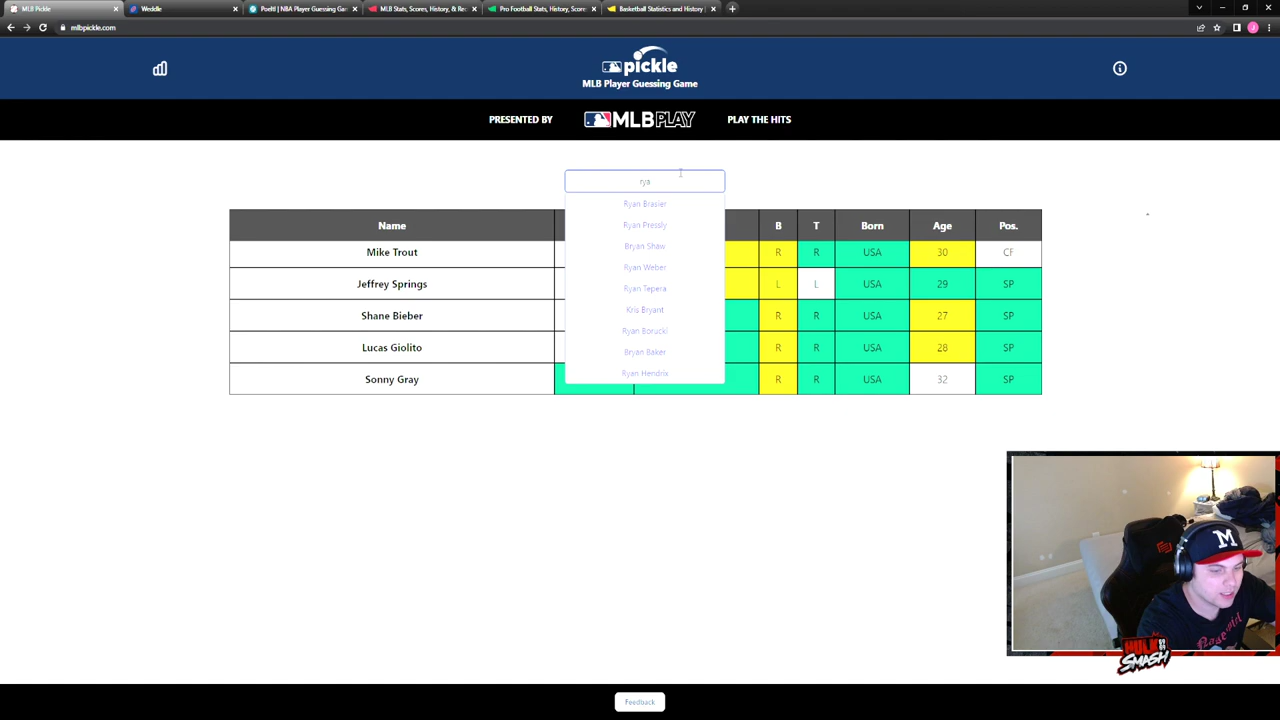 MLB Pickle
Weddle
Poeltl | NBA Player Guessing Gam
MLB Stats, Scores, History, & Rec
Pro Football Stats, History, Score
Basketball Statistics and History |
mlbpickle.com
pickle
MLB Player Guessing Game
PRESENTED BY
MLB PLAY
PLAY THE HITS
rya
Ryan Brasier
Ryan Pressly
Bryan Shaw
Ryan Weber
Ryan Tepera
Kris Bryant
Ryan Borucki
Bryan Baker
Ryan Hendrix
Name B T Born Age Pos.
Mike Trout R R USA 30 CF
Jeffrey Springs L L USA 29 SP
Shane Bieber R R USA 27 SP
Lucas Giolito R R USA 28 SP
Sonny Gray R R USA 32 SP
M
HULK
SMASH
Feedback